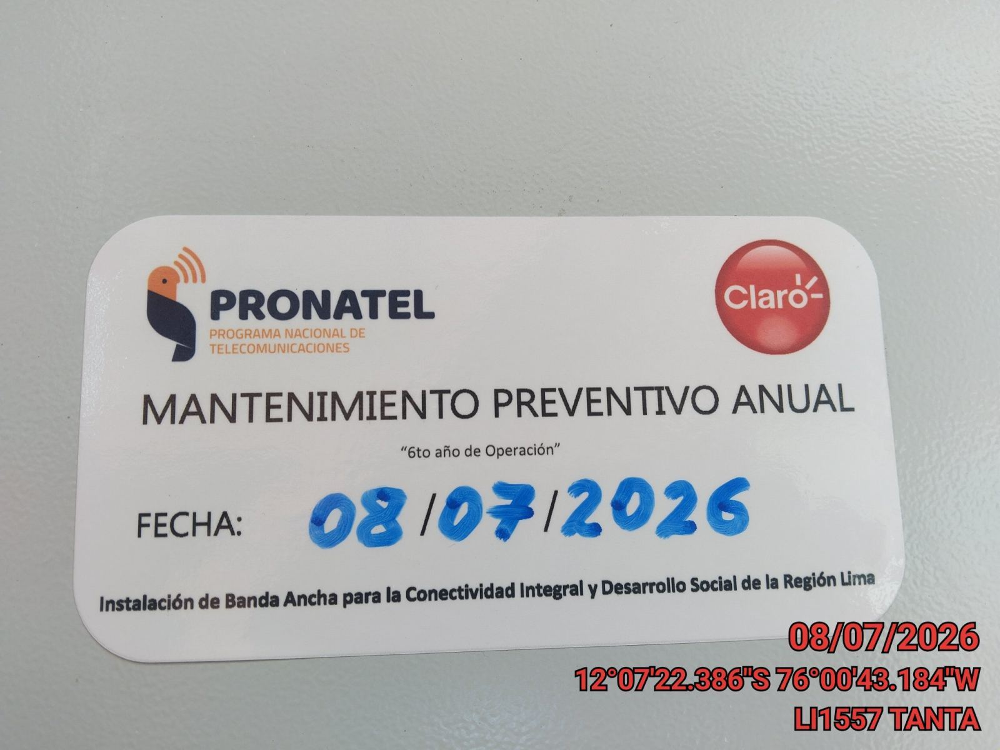 PRONATEL
PROGRAMA NACIONAL DE
TELECOMUNICACIONES
Claro
MANTENIMIENTO PREVENTIVO ANUAL
“6to año de Operación”
FECHA: 08/07/2026
Instalación de Banda Ancha para la Conectividad Integral y Desarrollo Social de la Región Lima
08/07/2026
12°07'22.386"S 76°00'43.184"W
LI1557 TANTA